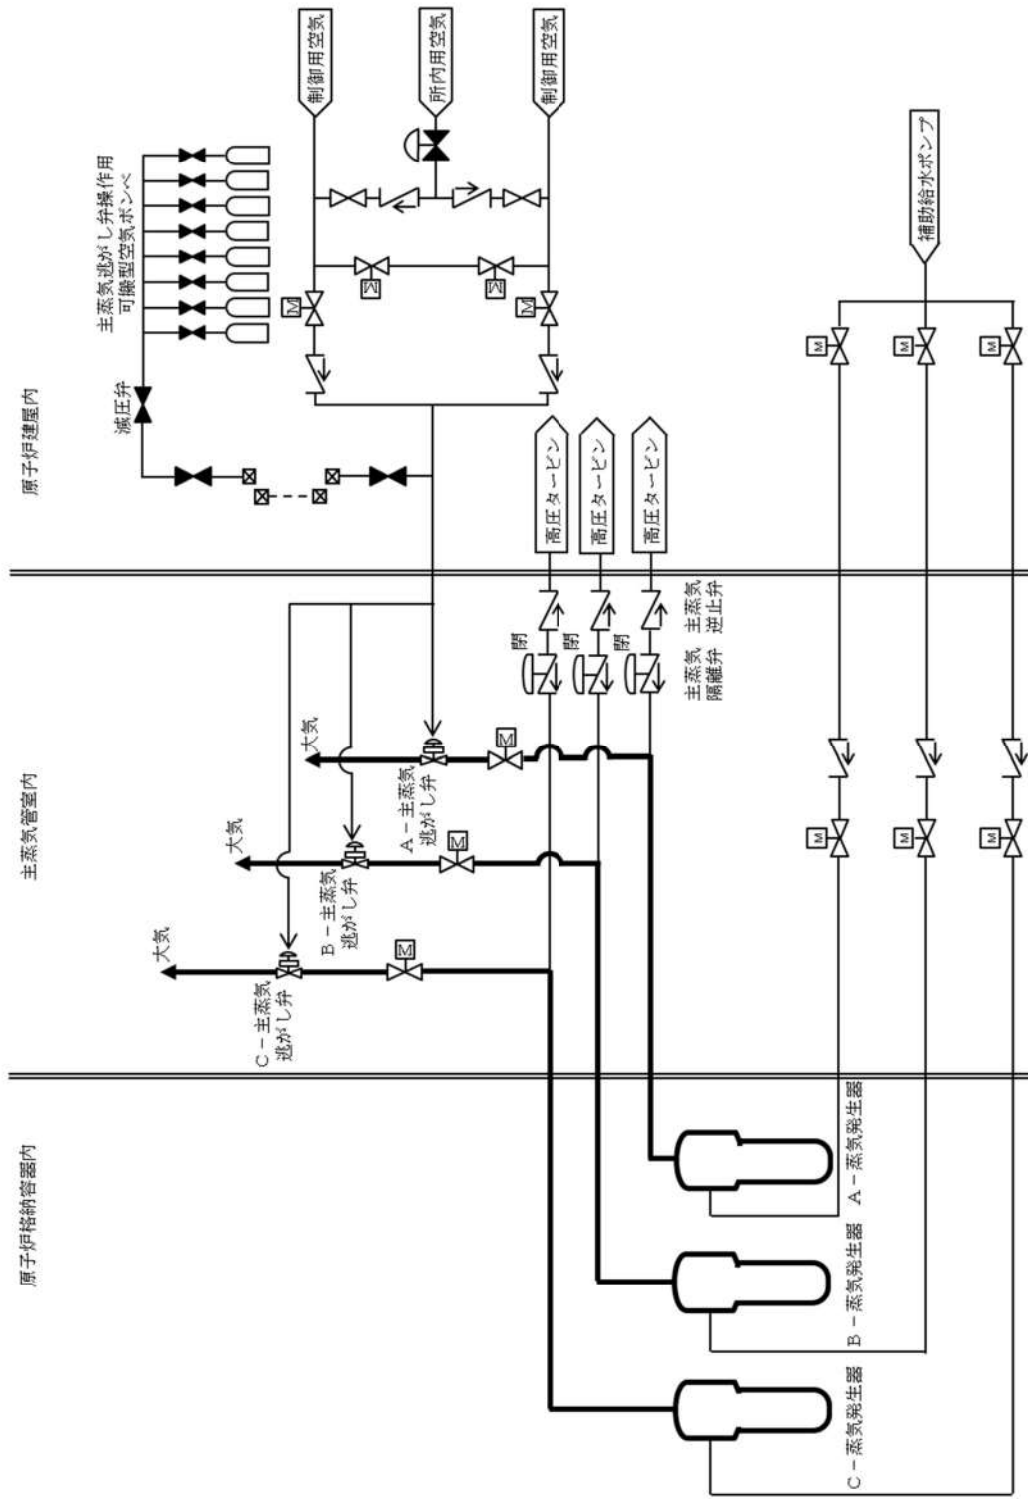 原子炉格納容器内
主蒸気管室内
原子炉建屋内
主蒸気逃がし弁操作用
可搬型空気ボンベ
減圧弁
制御用空気
所内用空気
制御用空気
M
M
M
M
大気
大気
大気
C-主蒸気
逃がし弁
B-主蒸気
逃がし弁
A-主蒸気
逃がし弁
M
M
M
閉
閉
閉
高圧タービン
高圧タービン
高圧タービン
主蒸気
隔離弁
主蒸気
逆止弁
C-蒸気発生器
B-蒸気発生器
A-蒸気発生器
M
M
M
M
M
M
補助給水ポンプ